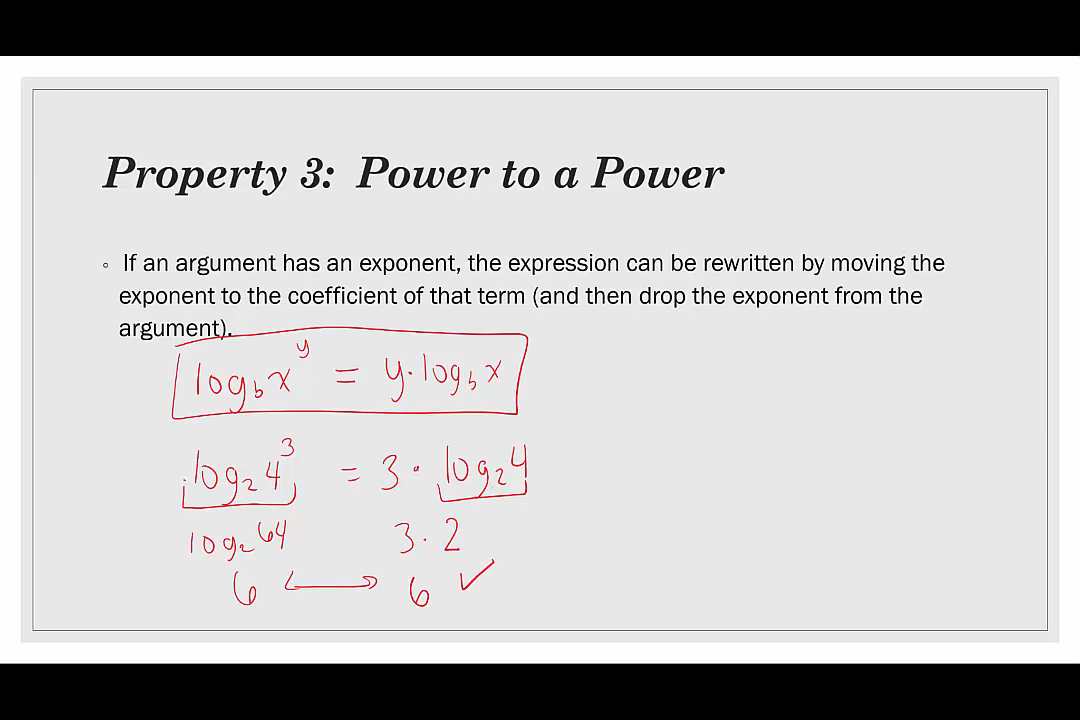 Property 3: Power to a Power
◦ If an argument has an exponent, the expression can be rewritten by moving the
exponent to the coefficient of that term (and then drop the exponent from the
argument).
log_b x^y = y · log_b x
log_2 4^3 = 3 · log_2 4
log_2 64 3 · 2
6 ⟷ 6 ✓